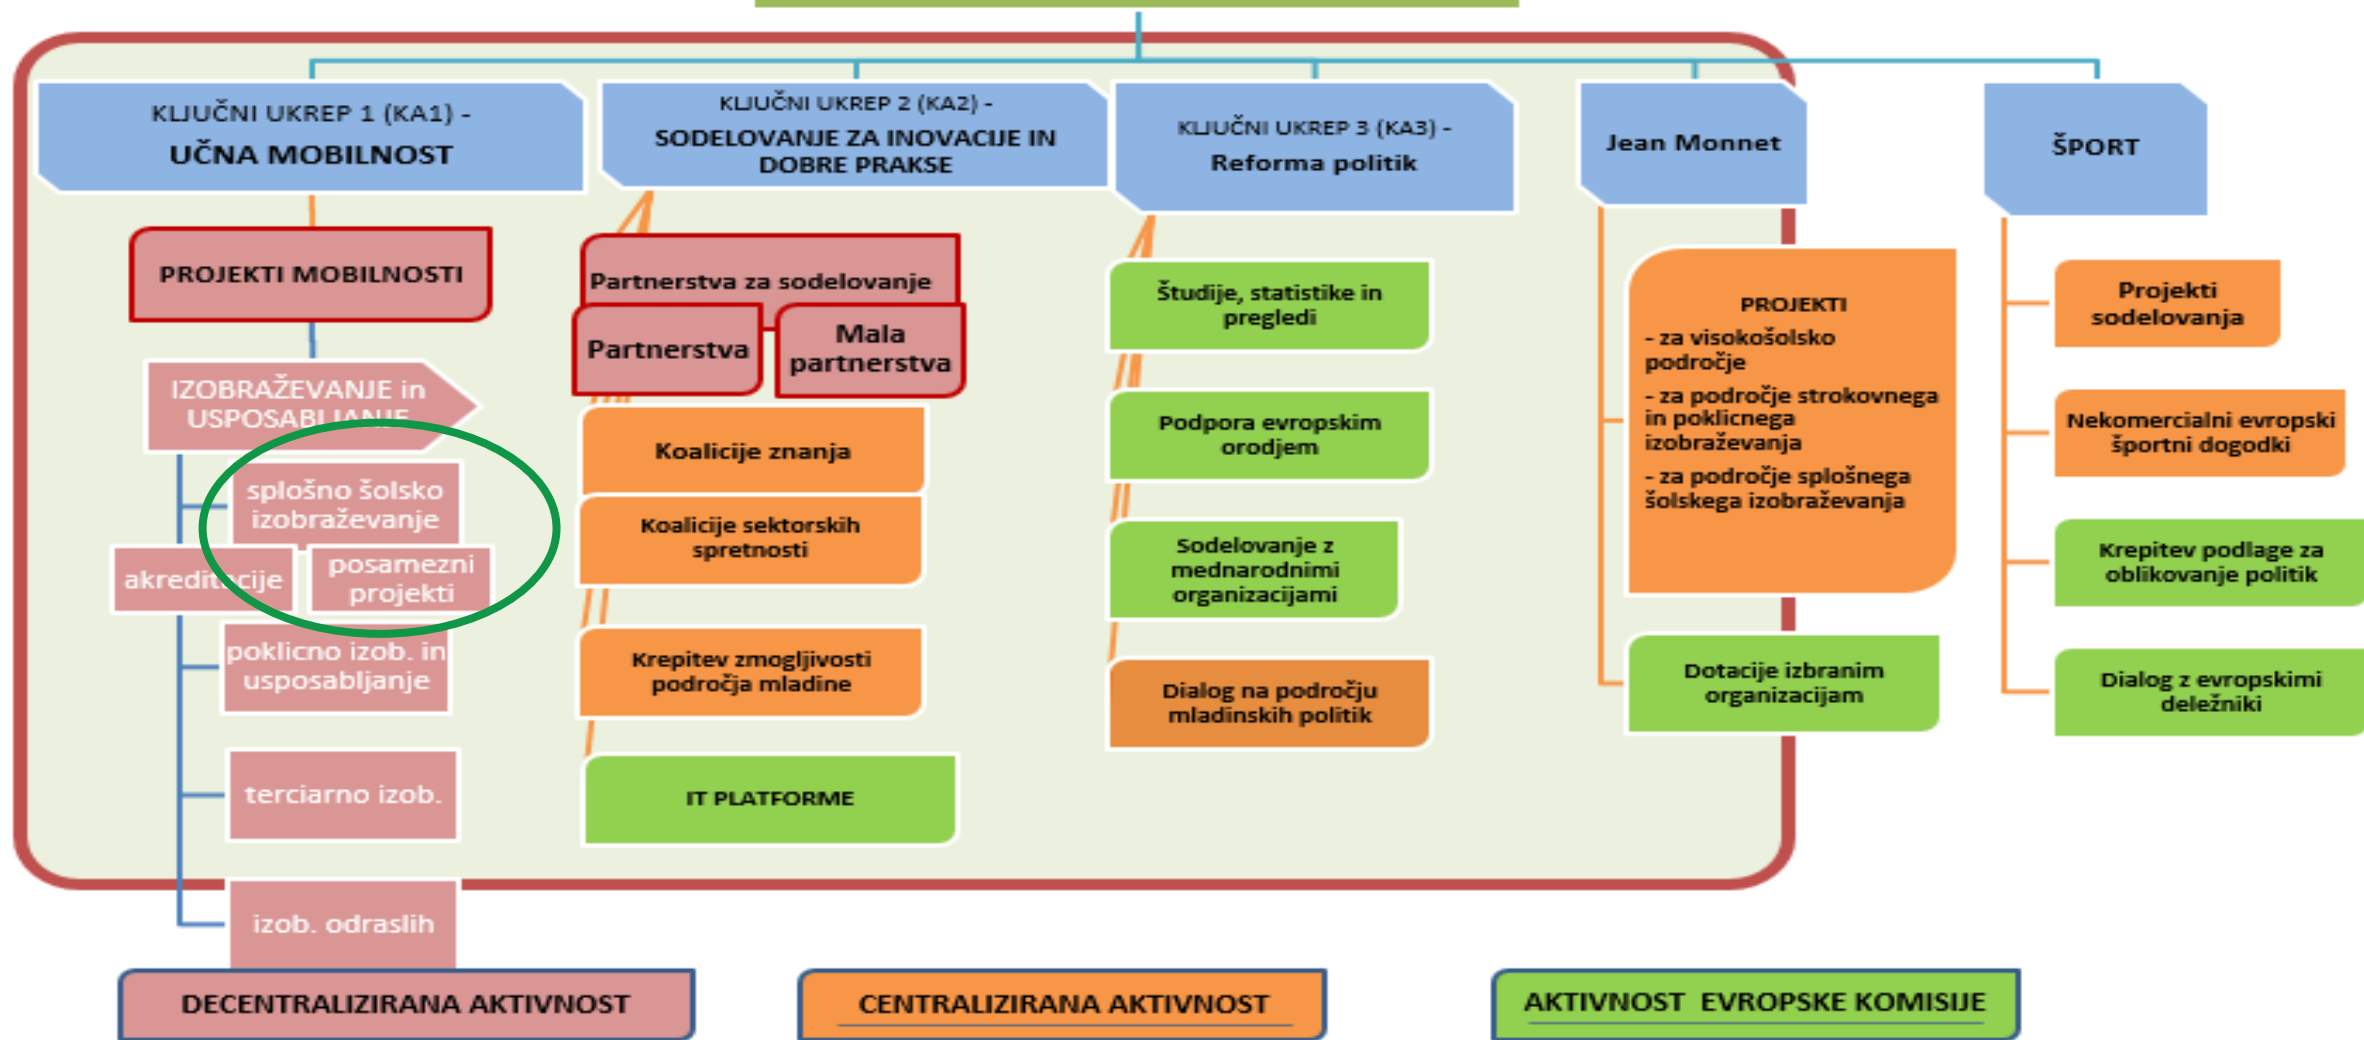 KLJUČNI UKREP 1 (KA1) -
UČNA MOBILNOST
PROJEKTI MOBILNOSTI
IZOBRAŽEVANJE in
USPOSABLJANJE
splošno šolsko
izobraževanje
akreditacije
posamezni
projekti
poklicno izob. in
usposabljanje
terciarno izob.
izob. odraslih
KLJUČNI UKREP 2 (KA2) -
SODELOVANJE ZA INOVACIJE IN
DOBRE PRAKSE
Partnerstva za sodelovanje
Partnerstva
Mala
partnerstva
Koalicije znanja
Koalicije sektorskih
spretnosti
Krepitev zmogljivosti
področja mladine
IT PLATFORME
KLJUČNI UKREP 3 (KA3) -
Reforma politik
Študije, statistike in
pregledi
Podpora evropskim
orodjem
Sodelovanje z
mednarodnimi
organizacijami
Dialog na področju
mladinskih politik
Jean Monnet
PROJEKTI
- za visokošolsko
področje
- za področje strokovnega
in poklicnega
izobraževanja
- za področje splošnega
šolskega izobraževanja
Dotacije izbranim
organizacijam
ŠPORT
Projekti
sodelovanja
Nekomercialni evropski
športni dogodki
Krepitev podlage za
oblikovanje politik
Dialog z evropskimi
deležniki
DECENTRALIZIRANA AKTIVNOST
CENTRALIZIRANA AKTIVNOST
AKTIVNOST EVROPSKE KOMISIJE